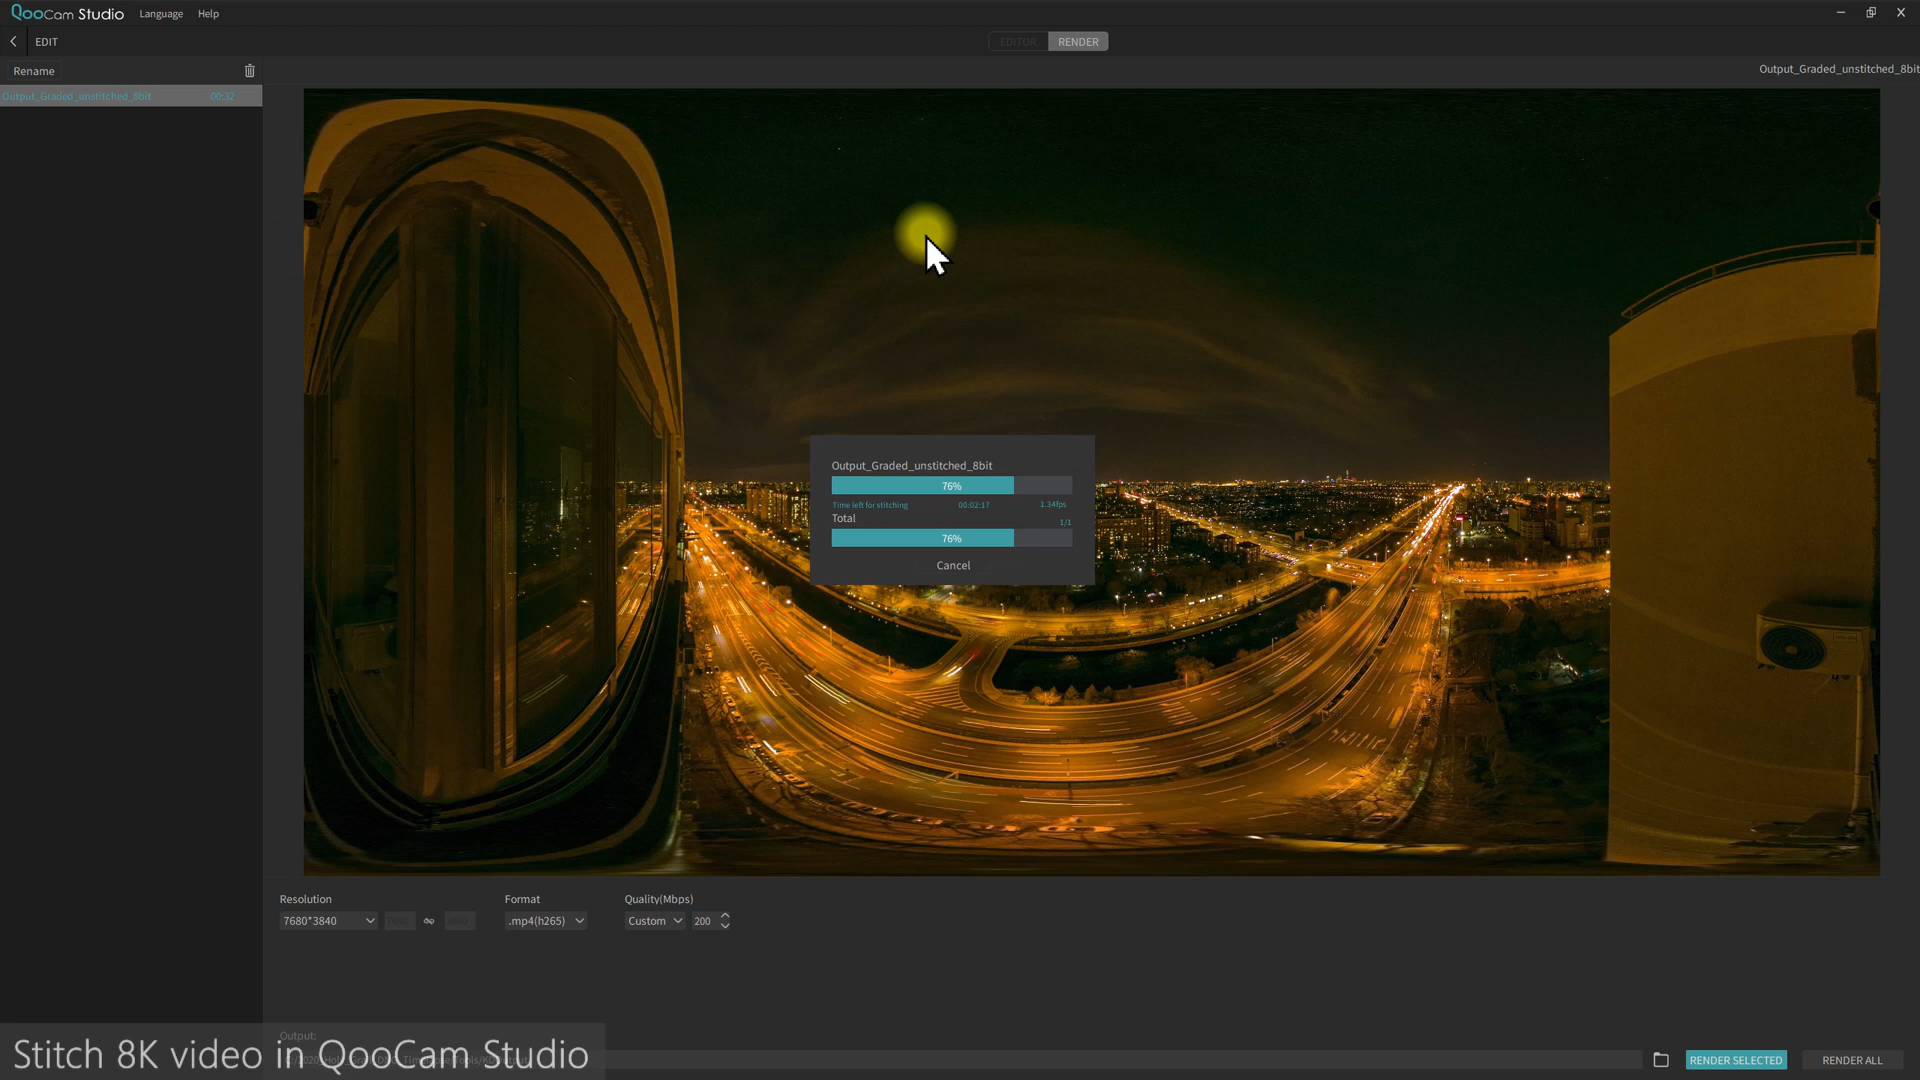 QooCam Studio Language Help
EDIT
EDITOR RENDER
Rename
Output_Graded_unstitched_8bit
Output_Graded_unstitched_8bit 00:32
Output_Graded_unstitched_8bit
76%
Time left for stitching 00:02:17 1.34fps
Total 1/1
76%
Cancel
Resolution Format Quality(Mbps)
7680*3840 .mp4(h265) Custom 200
Output:
Stitch 8K video in QooCam Studio
RENDER SELECTED RENDER ALL